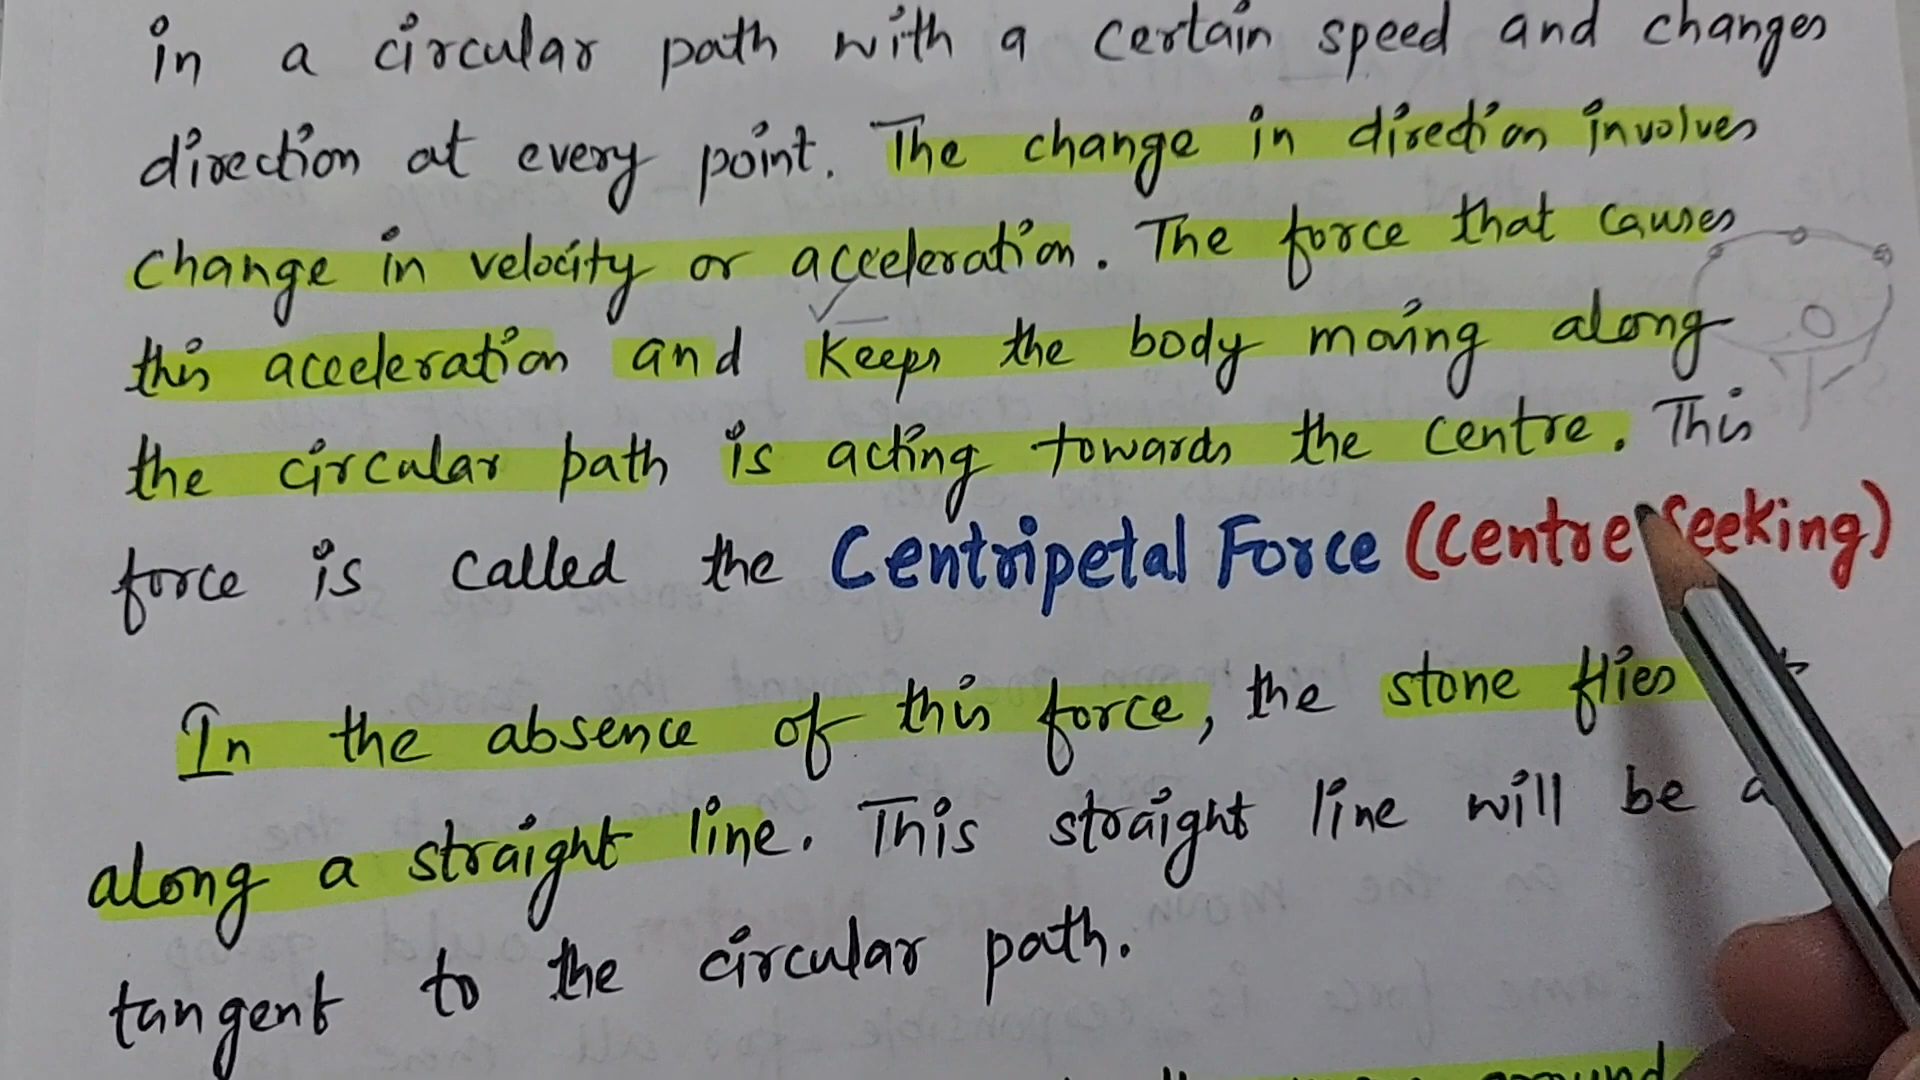 in a circular path with a certain speed and changes
direction at every point. The change in direction involves
change in velocity or acceleration. The force that causes
this acceleration and keeps the body moving along
the circular path is acting towards the centre. This
force is called the Centripetal Force (Centre seeking)
In the absence of this force, the stone flies
along a straight line. This straight line will be a
tangent to the circular path.
around